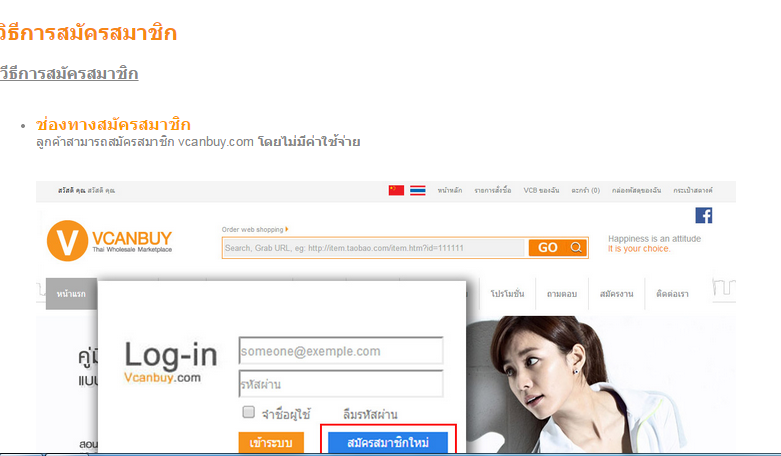 วิธีการสมัครสมาชิก
วีธีการสมัครสมาชิก
ช่องทางสมัครสมาชิก
ลูกค้าสามารถสมัครสมาชิก vcanbuy.com โดยไม่มีค่าใช้จ่าย
สวัสดี คุณ สวัสดี คุณ หน้าหลัก รายการสั่งซื้อ VCB ของฉัน ตะกร้า (0) กล่องพัสดุของฉัน กระเป๋าสตางค์
Order web shopping
V VCANBUY
Thai Wholesale Marketplace
Search, Grab URL, eg: http://item.taobao.com/item.htm?id=111111 GO
Happiness is an attitude
It is your choice.
หน้าแรก โปรโมชั่น ถามตอบ สมัครงาน ติดต่อเรา
Log-in
Vcanbuy.com
someone@exemple.com
รหัสผ่าน
จำชื่อผู้ใช้ ลืมรหัสผ่าน
เข้าระบบ สมัครสมาชิกใหม่